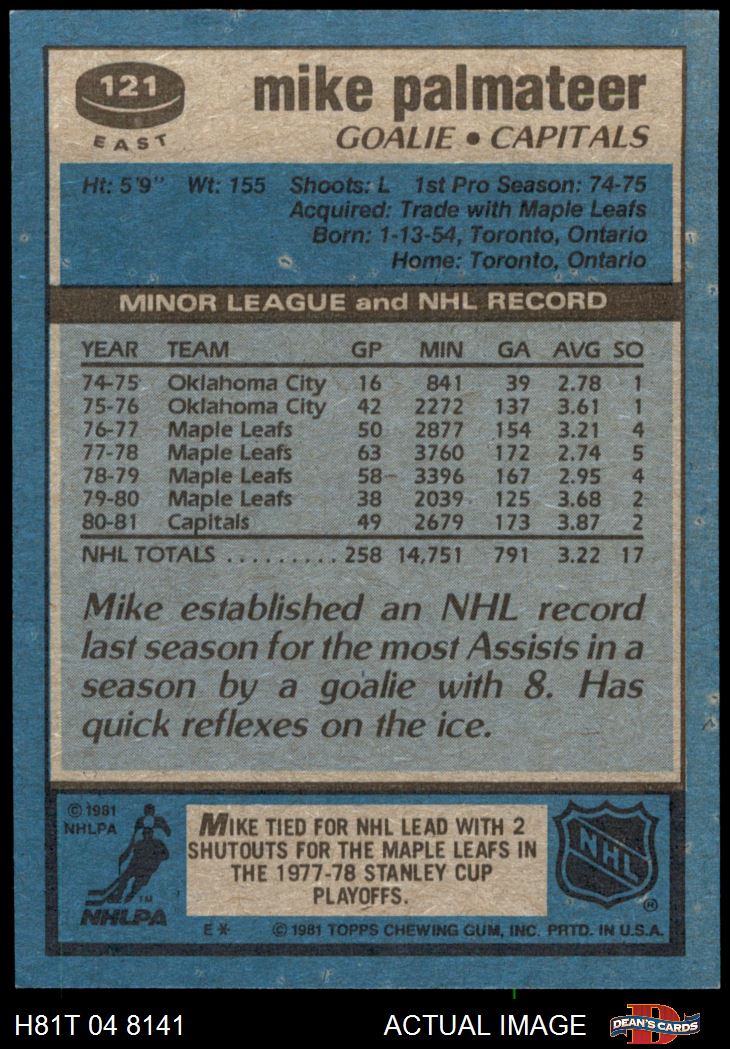 121
EAST
mike palmateer
GOALIE • CAPITALS
Ht: 5'9" Wt: 155 Shoots: L 1st Pro Season: 74-75
Acquired: Trade with Maple Leafs
Born: 1-13-54, Toronto, Ontario
Home: Toronto, Ontario
MINOR LEAGUE and NHL RECORD
YEAR TEAM GP MIN GA AVG SO
74-75 Oklahoma City 16 841 39 2.78 1
75-76 Oklahoma City 42 2272 137 3.61 1
76-77 Maple Leafs 50 2877 154 3.21 4
77-78 Maple Leafs 63 3760 172 2.74 5
78-79 Maple Leafs 58 3396 167 2.95 4
79-80 Maple Leafs 38 2039 125 3.68 2
80-81 Capitals 49 2679 173 3.87 2
NHL TOTALS ......... 258 14,751 791 3.22 17
Mike established an NHL record
last season for the most Assists in a
season by a goalie with 8. Has
quick reflexes on the ice.
© 1981
NHLPA
NHLPA
TM
MIKE TIED FOR NHL LEAD WITH 2
SHUTOUTS FOR THE MAPLE LEAFS IN
THE 1977-78 STANLEY CUP
PLAYOFFS.
NHL
®
E* © 1981 TOPPS CHEWING GUM, INC. PRTD. IN U.S.A.
H81T 04 8141 ACTUAL IMAGE
D
DEAN'S CARDS